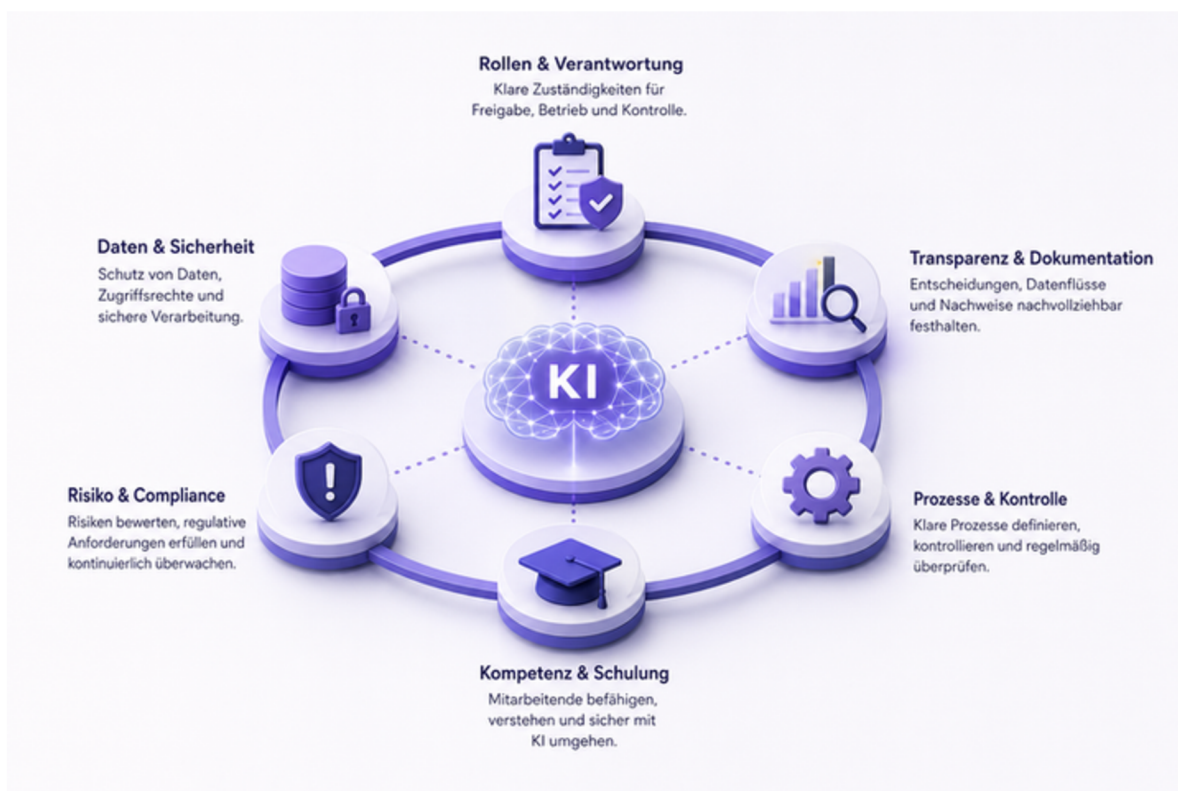 Rollen & Verantwortung
Klare Zuständigkeiten für
Freigabe, Betrieb und Kontrolle.
Daten & Sicherheit
Schutz von Daten,
Zugriffsrechte und
sichere Verarbeitung.
Transparenz & Dokumentation
Entscheidungen, Datenflüsse
und Nachweise nachvollziehbar
festhalten.
KI
Risiko & Compliance
Risiken bewerten, regulative
Anforderungen erfüllen und
kontinuierlich überwachen.
Prozesse & Kontrolle
Klare Prozesse definieren,
kontrollieren und regelmäßig
überprüfen.
Kompetenz & Schulung
Mitarbeitende befähigen,
verstehen und sicher mit
KI umgehen.